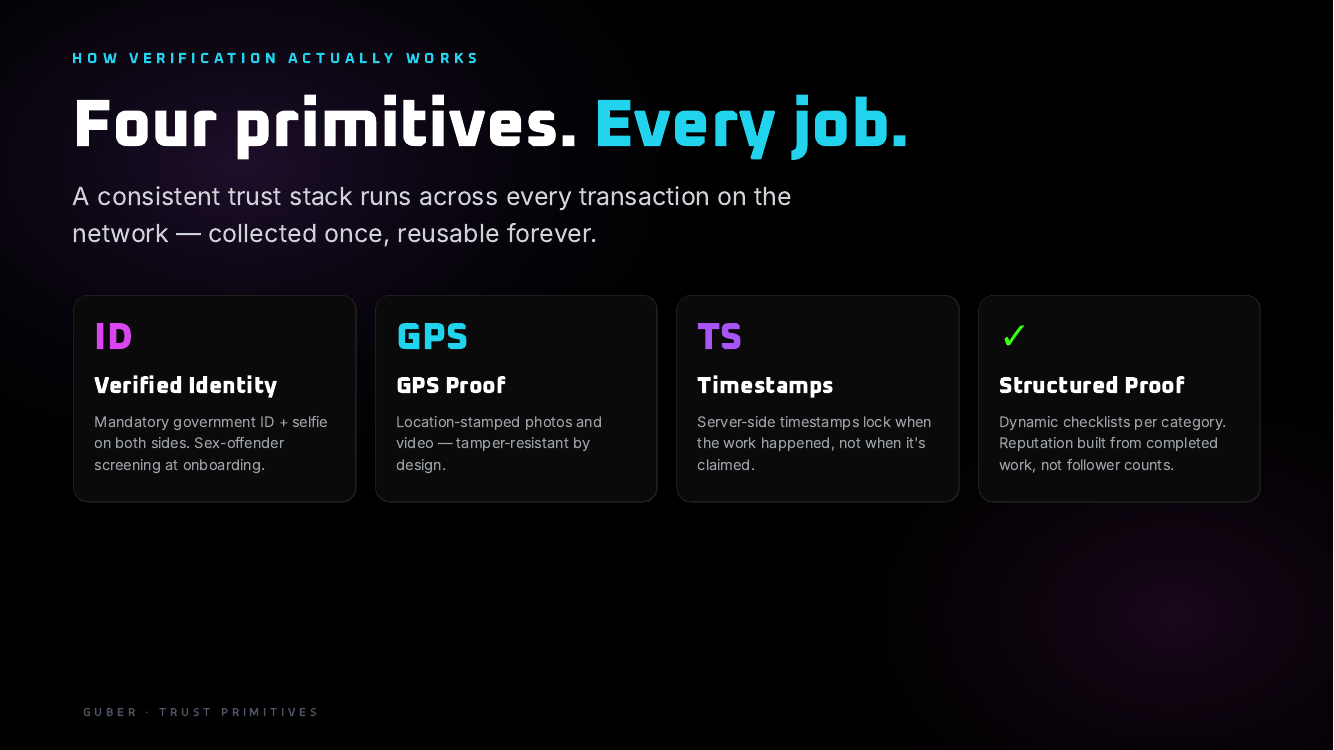 HOW VERIFICATION ACTUALLY WORKS
Four primitives. Every job.
A consistent trust stack runs across every transaction on the
network — collected once, reusable forever.
ID
Verified Identity
Mandatory government ID + selfie
on both sides. Sex-offender
screening at onboarding.
GPS
GPS Proof
Location-stamped photos and
video — tamper-resistant by
design.
TS
Timestamps
Server-side timestamps lock when
the work happened, not when it's
claimed.
✓
Structured Proof
Dynamic checklists per category.
Reputation built from completed
work, not follower counts.
GUBER · TRUST PRIMITIVES